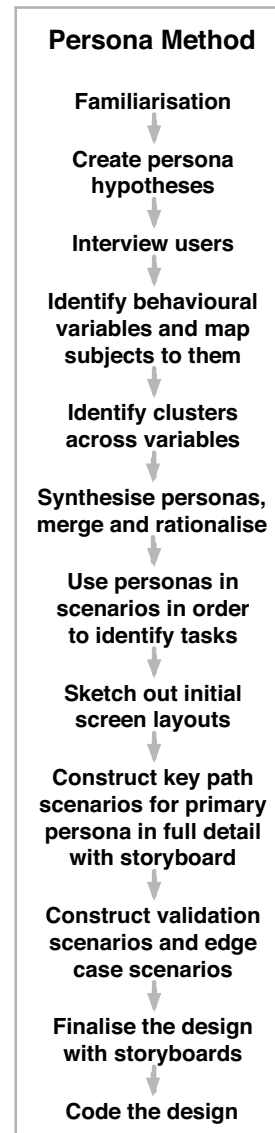 Persona Method
Familiarisation
Create persona
hypotheses
Interview users
Identify behavioural
variables and map
subjects to them
Identify clusters
across variables
Synthesise personas,
merge and rationalise
Use personas in
scenarios in order
to identify tasks
Sketch out initial
screen layouts
Construct key path
scenarios for primary
persona in full detail
with storyboard
Construct validation
scenarios and edge
case scenarios
Finalise the design
with storyboards
Code the design